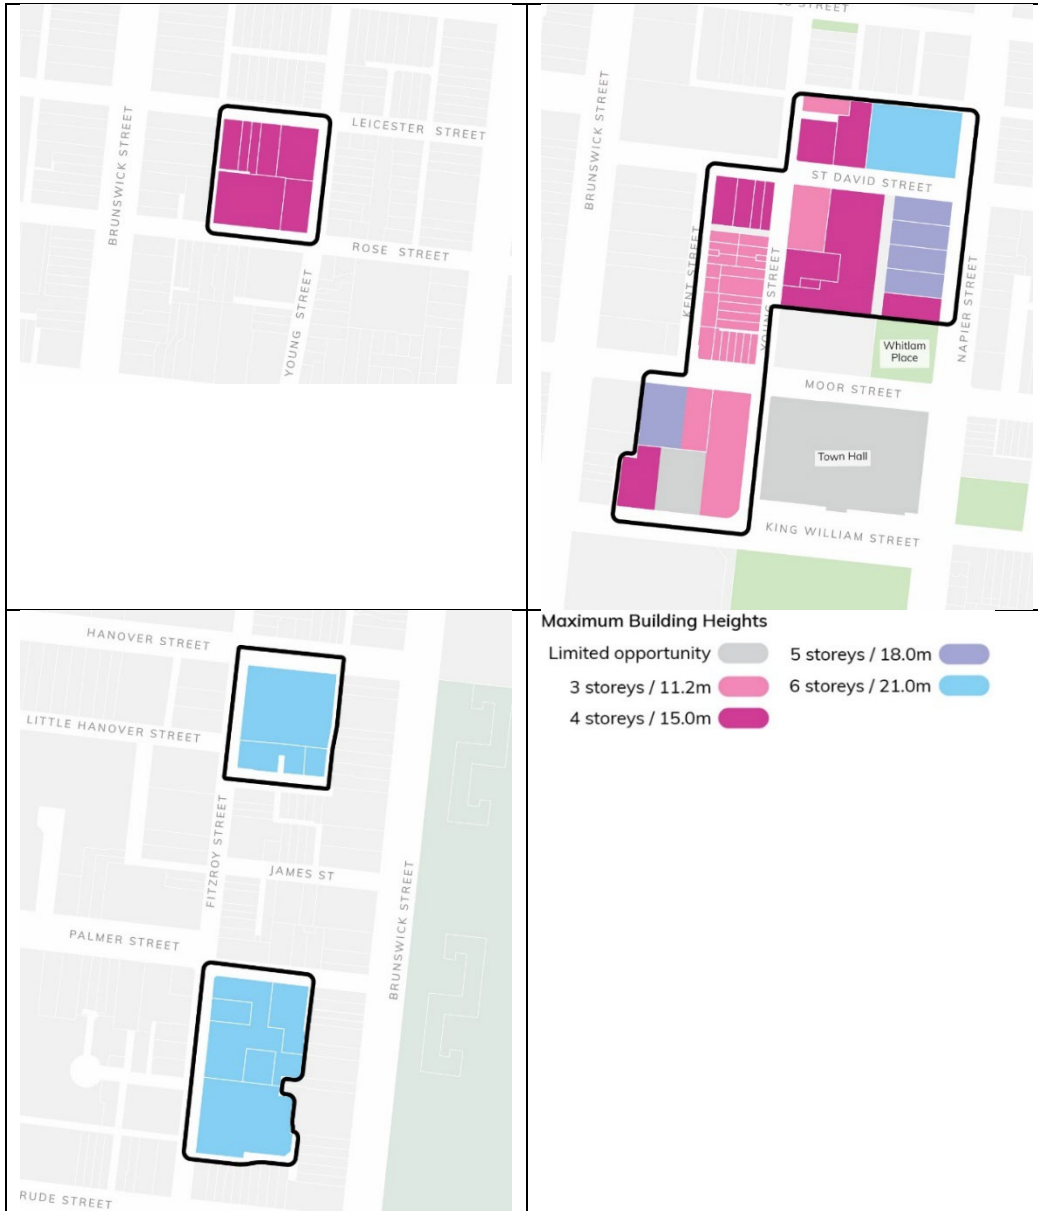 BRUNSWICK STREET
LEICESTER STREET
ROSE STREET
YOUNG STREET
STREET
BRUNSWICK STREET
ST DAVID STREET
KENT STREET
YOUNG STREET
NAPIER STREET
Whitlam
Place
MOOR STREET
Town Hall
KING WILLIAM STREET
HANOVER STREET
LITTLE HANOVER STREET
FITZROY STREET
JAMES ST
BRUNSWICK STREET
PALMER STREET
RUDE STREET
Maximum Building Heights
Limited opportunity
3 storeys / 11.2m
4 storeys / 15.0m
5 storeys / 18.0m
6 storeys / 21.0m